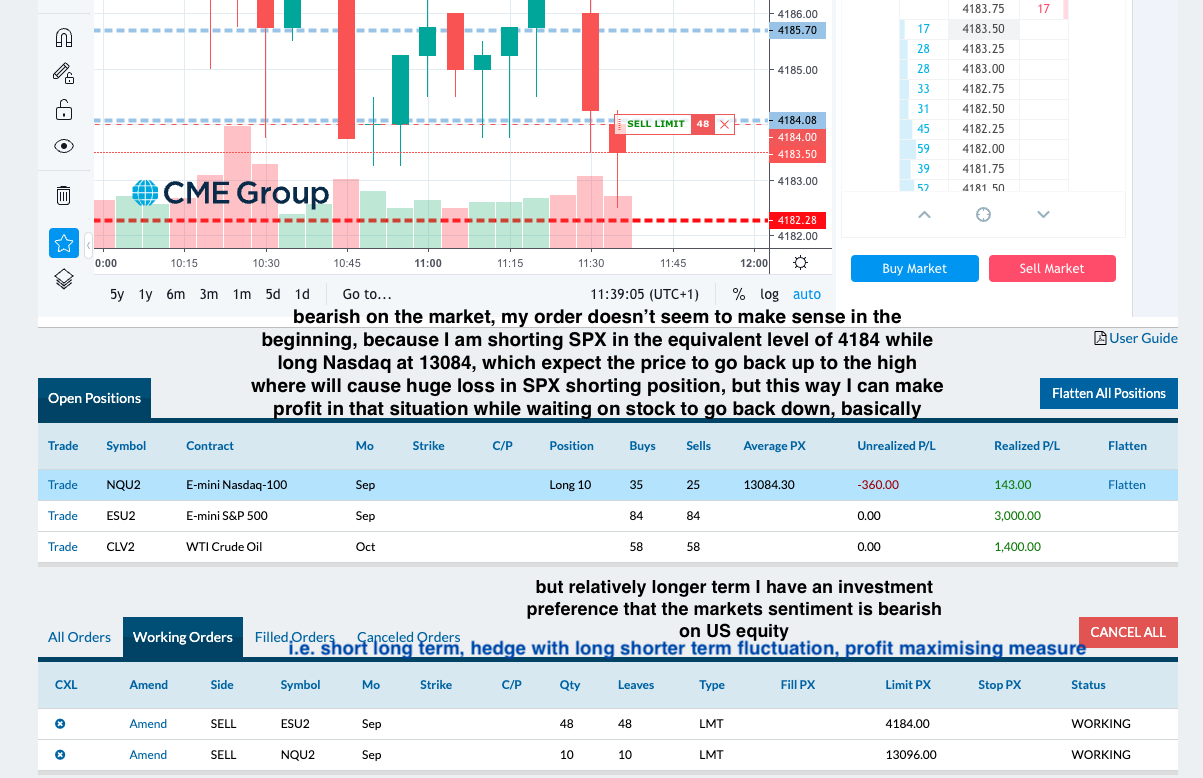 4186.00
4185.70
4185.00
4184.08
SELL LIMIT 48
4184.00
4183.50
4183.00
CME Group
4182.28
4182.00
0:00 10:15 10:30 10:45 11:00 11:15 11:30 11:45 12:00
5y 1y 6m 3m 1m 5d 1d Go to... 11:39:05 (UTC+1) % log auto
4183.75 17
17 4183.50
28 4183.25
28 4183.00
33 4182.75
31 4182.50
45 4182.25
59 4182.00
39 4181.75
52 4181.50
Buy Market Sell Market
User Guide
bearish on the market, my order doesn't seem to make sense in the
beginning, because I am shorting SPX in the equivalent level of 4184 while
long Nasdaq at 13084, which expect the price to go back up to the high
where will cause huge loss in SPX shorting position, but this way I can make
profit in that situation while waiting on stock to go back down, basically
Open Positions Flatten All Positions
Trade Symbol Contract Mo Strike C/P Position Buys Sells Average PX Unrealized P/L Realized P/L Flatten
Trade NQU2 E-mini Nasdaq-100 Sep Long 10 35 25 13084.30 -360.00 143.00 Flatten
Trade ESU2 E-mini S&P 500 Sep 84 84 0.00 3,000.00
Trade CLV2 WTI Crude Oil Oct 58 58 0.00 1,400.00
but relatively longer term I have an investment
preference that the markets sentiment is bearish
on US equity
All Orders Working Orders Filled Orders Canceled Orders CANCEL ALL
i.e. short long term, hedge with long shorter term fluctuation, profit maximising measure
CXL Amend Side Symbol Mo Strike C/P Qty Leaves Type Fill PX Limit PX Stop PX Status
Amend SELL ESU2 Sep 48 48 LMT 4184.00 WORKING
Amend SELL NQU2 Sep 10 10 LMT 13096.00 WORKING